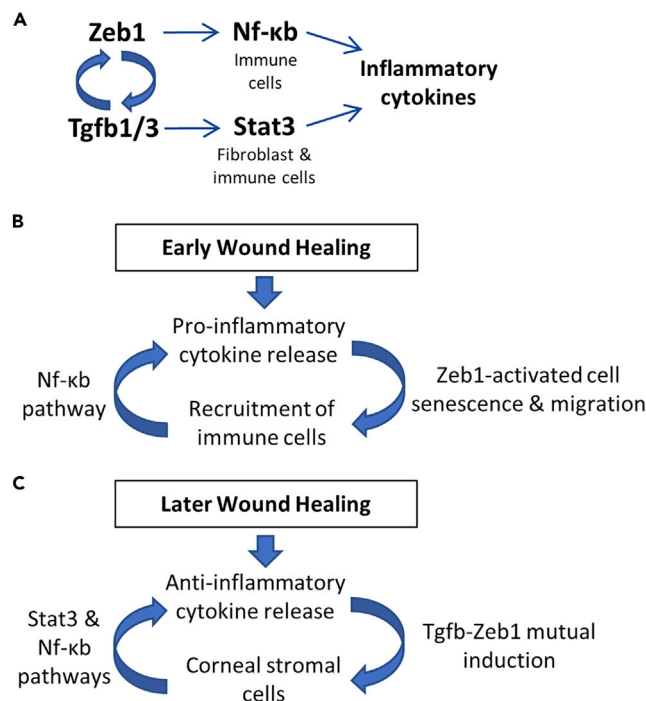 A
Zeb1
Nf-κb
Immune
cells
Inflammatory
cytokines
Tgfb1/3
Stat3
Fibroblast &
immune cells
B
Early Wound Healing
Pro-inflammatory
cytokine release
Nf-κb
pathway
Zeb1-activated cell
senescence & migration
Recruitment of
immune cells
C
Later Wound Healing
Anti-inflammatory
cytokine release
Stat3 &
Nf-κb
pathways
Tgfb-Zeb1 mutual
induction
Corneal stromal
cells